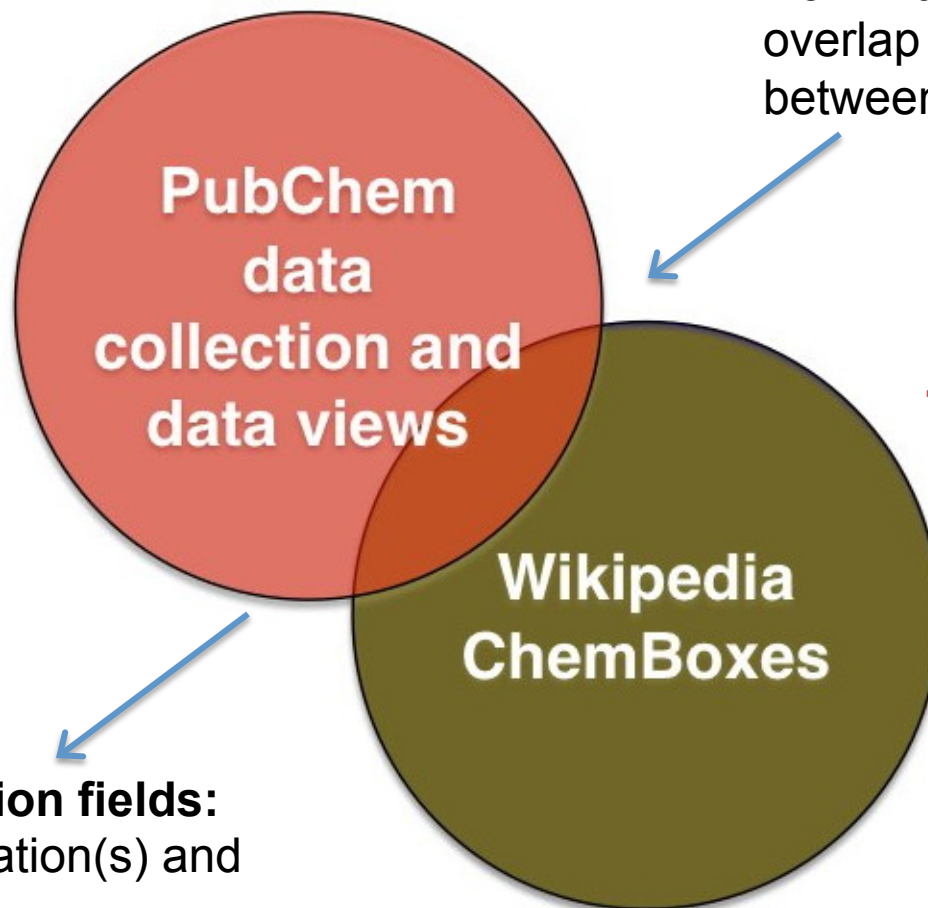 overlap
between
PubChem
data
collection and
data views
Wikipedia
ChemBoxes
ion fields:
ation(s) and